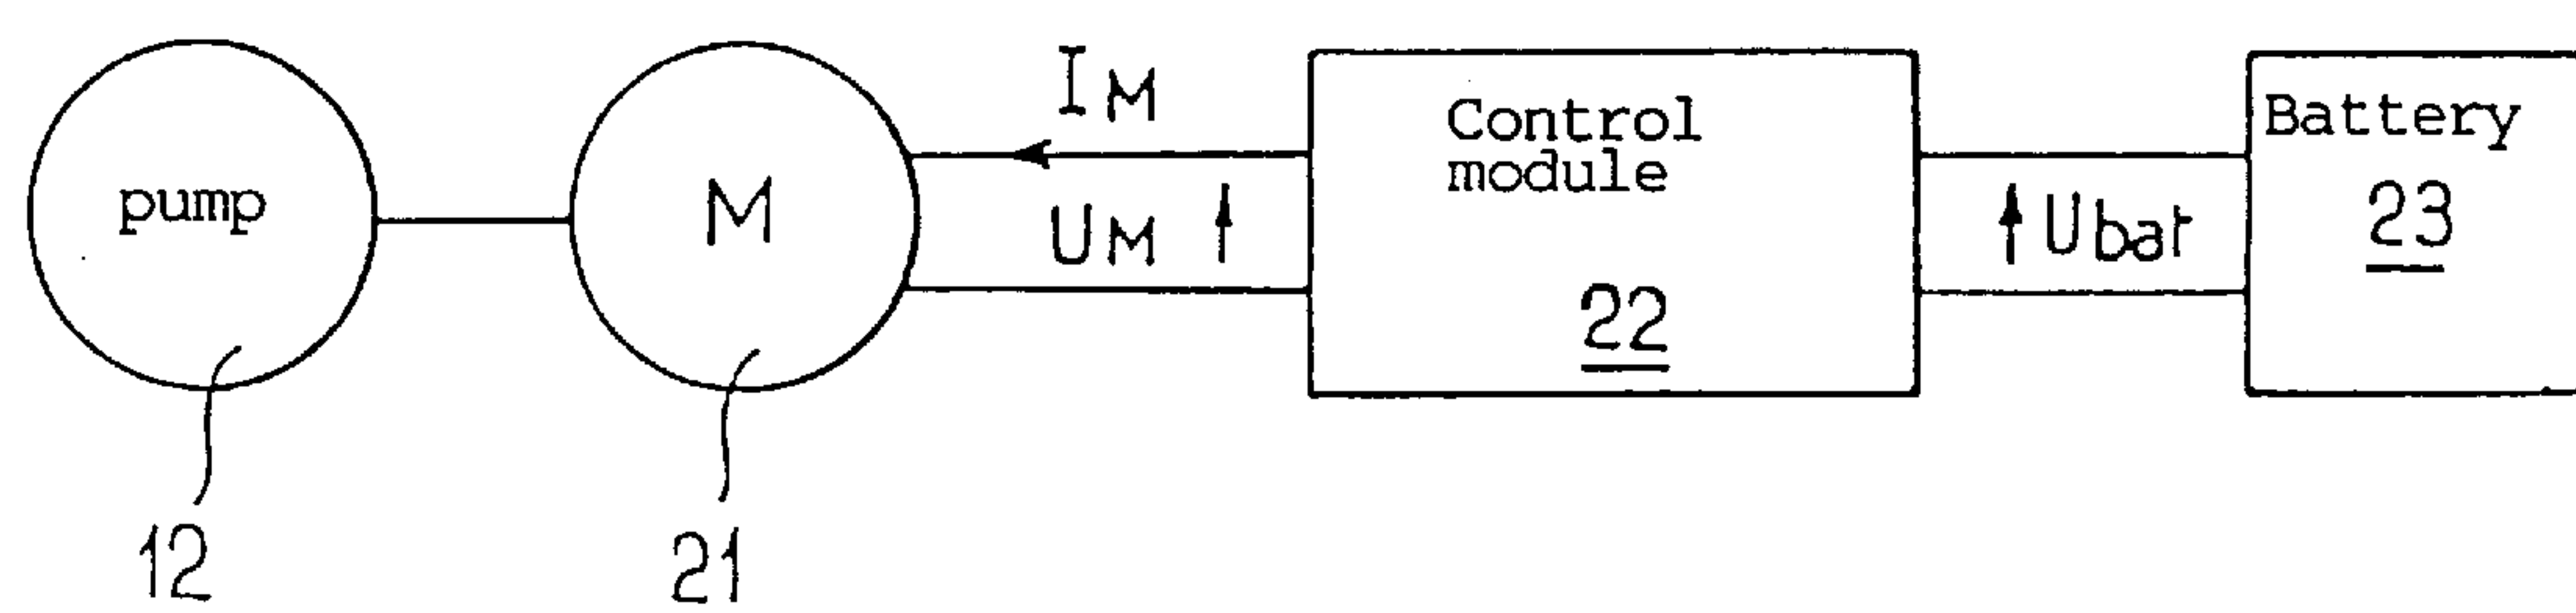 pump
M
IM
UM
Control
module
22
Ubat
Battery
23
12
21